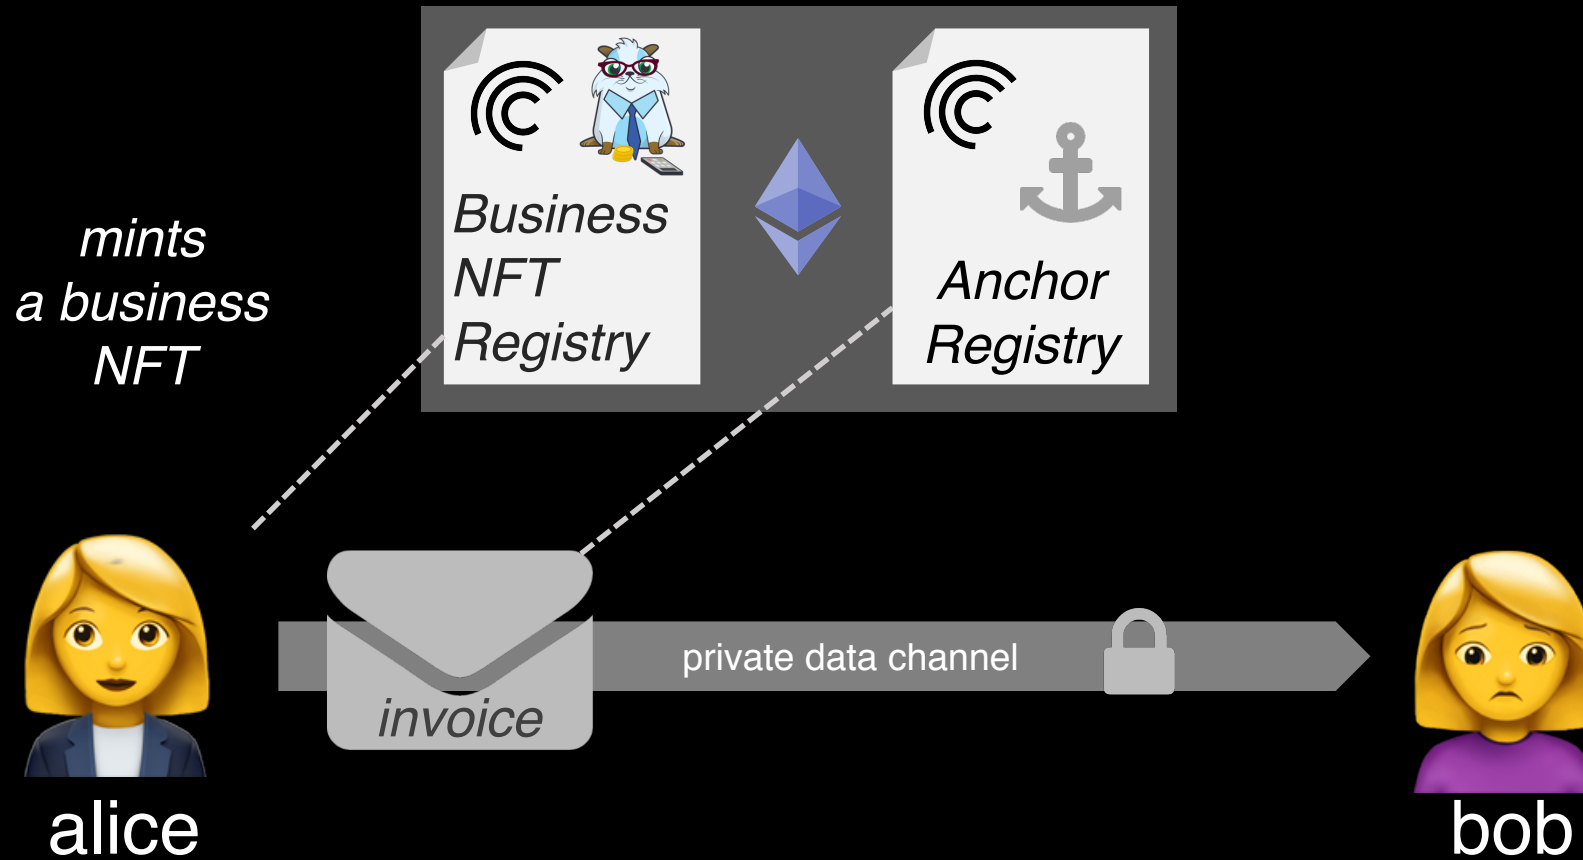 mints
a business
NFT
Business
NFT
Registry
Anchor
Registry
invoice
private data channel
alice
bob